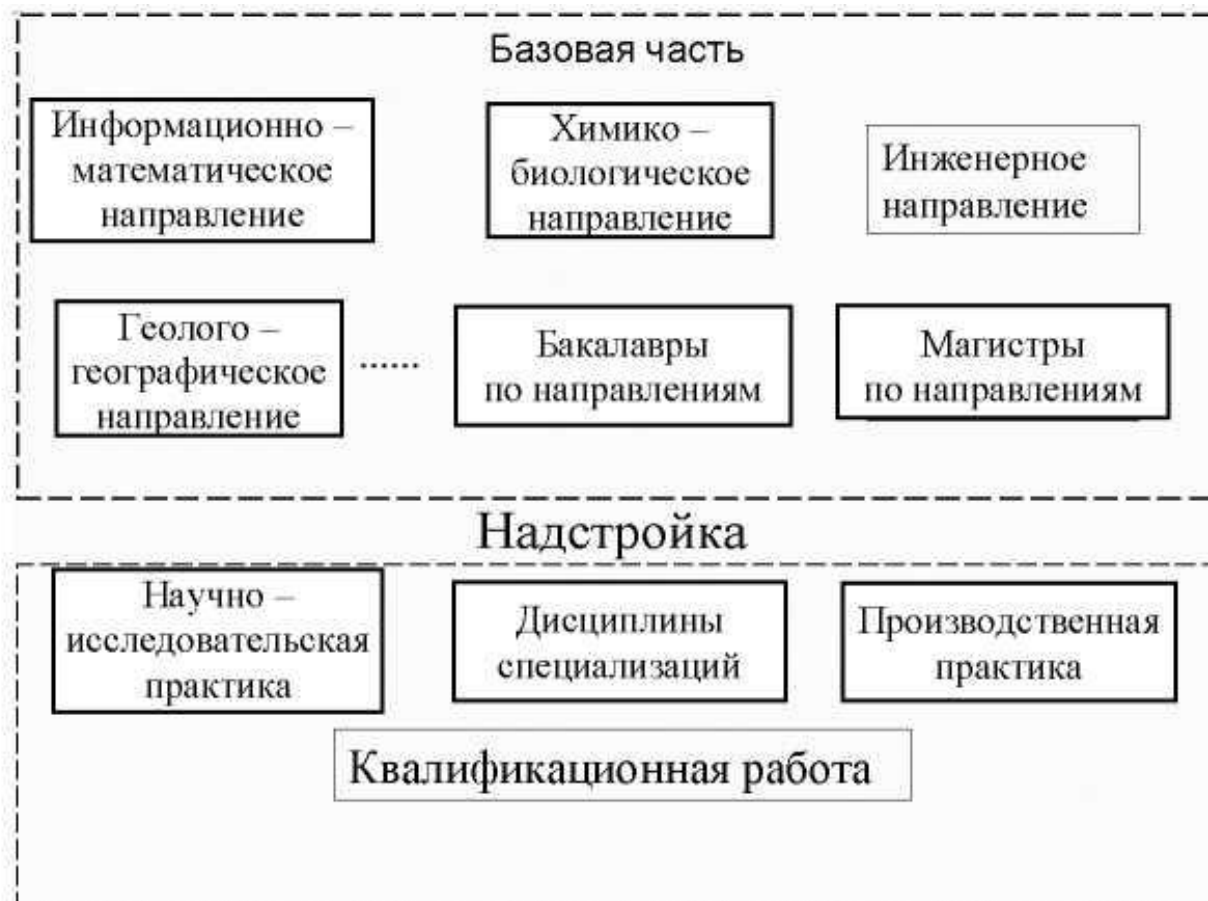 Базовая часть
Информационно –
математическое
направление
Химико –
биологическое
направление
Инженерное
направление
Геолого –
географическое
направление
......
Бакалавры
по направлениям
Магистры
по направлениям
Надстройка
Научно –
исследовательская
практика
Дисциплины
специализаций
Производственная
практика
Квалификационная работа